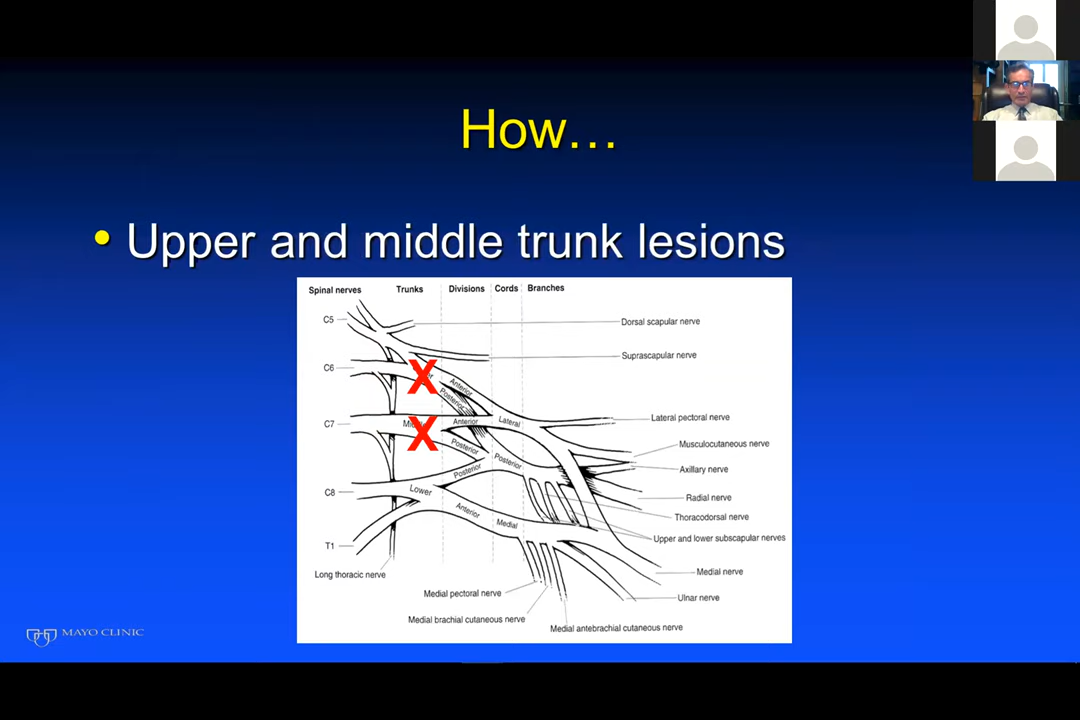 How…
• Upper and middle trunk lesions
Spinal nerves Trunks Divisions Cords Branches
C5
Dorsal scapular nerve
Suprascapular nerve
C6
X
Anterior
Posterior
C7
X
Anterior
Lateral
Lateral pectoral nerve
Musculocutaneous nerve
Posterior
Posterior
Posterior
Axillary nerve
C8
Lower
Radial nerve
Anterior
Medial
Thoracodorsal nerve
Upper and lower subscapular nerves
T1
Long thoracic nerve
Medial nerve
Medial pectoral nerve
Ulnar nerve
Medial brachial cutaneous nerve
Medial antebrachial cutaneous nerve
MAYO CLINIC